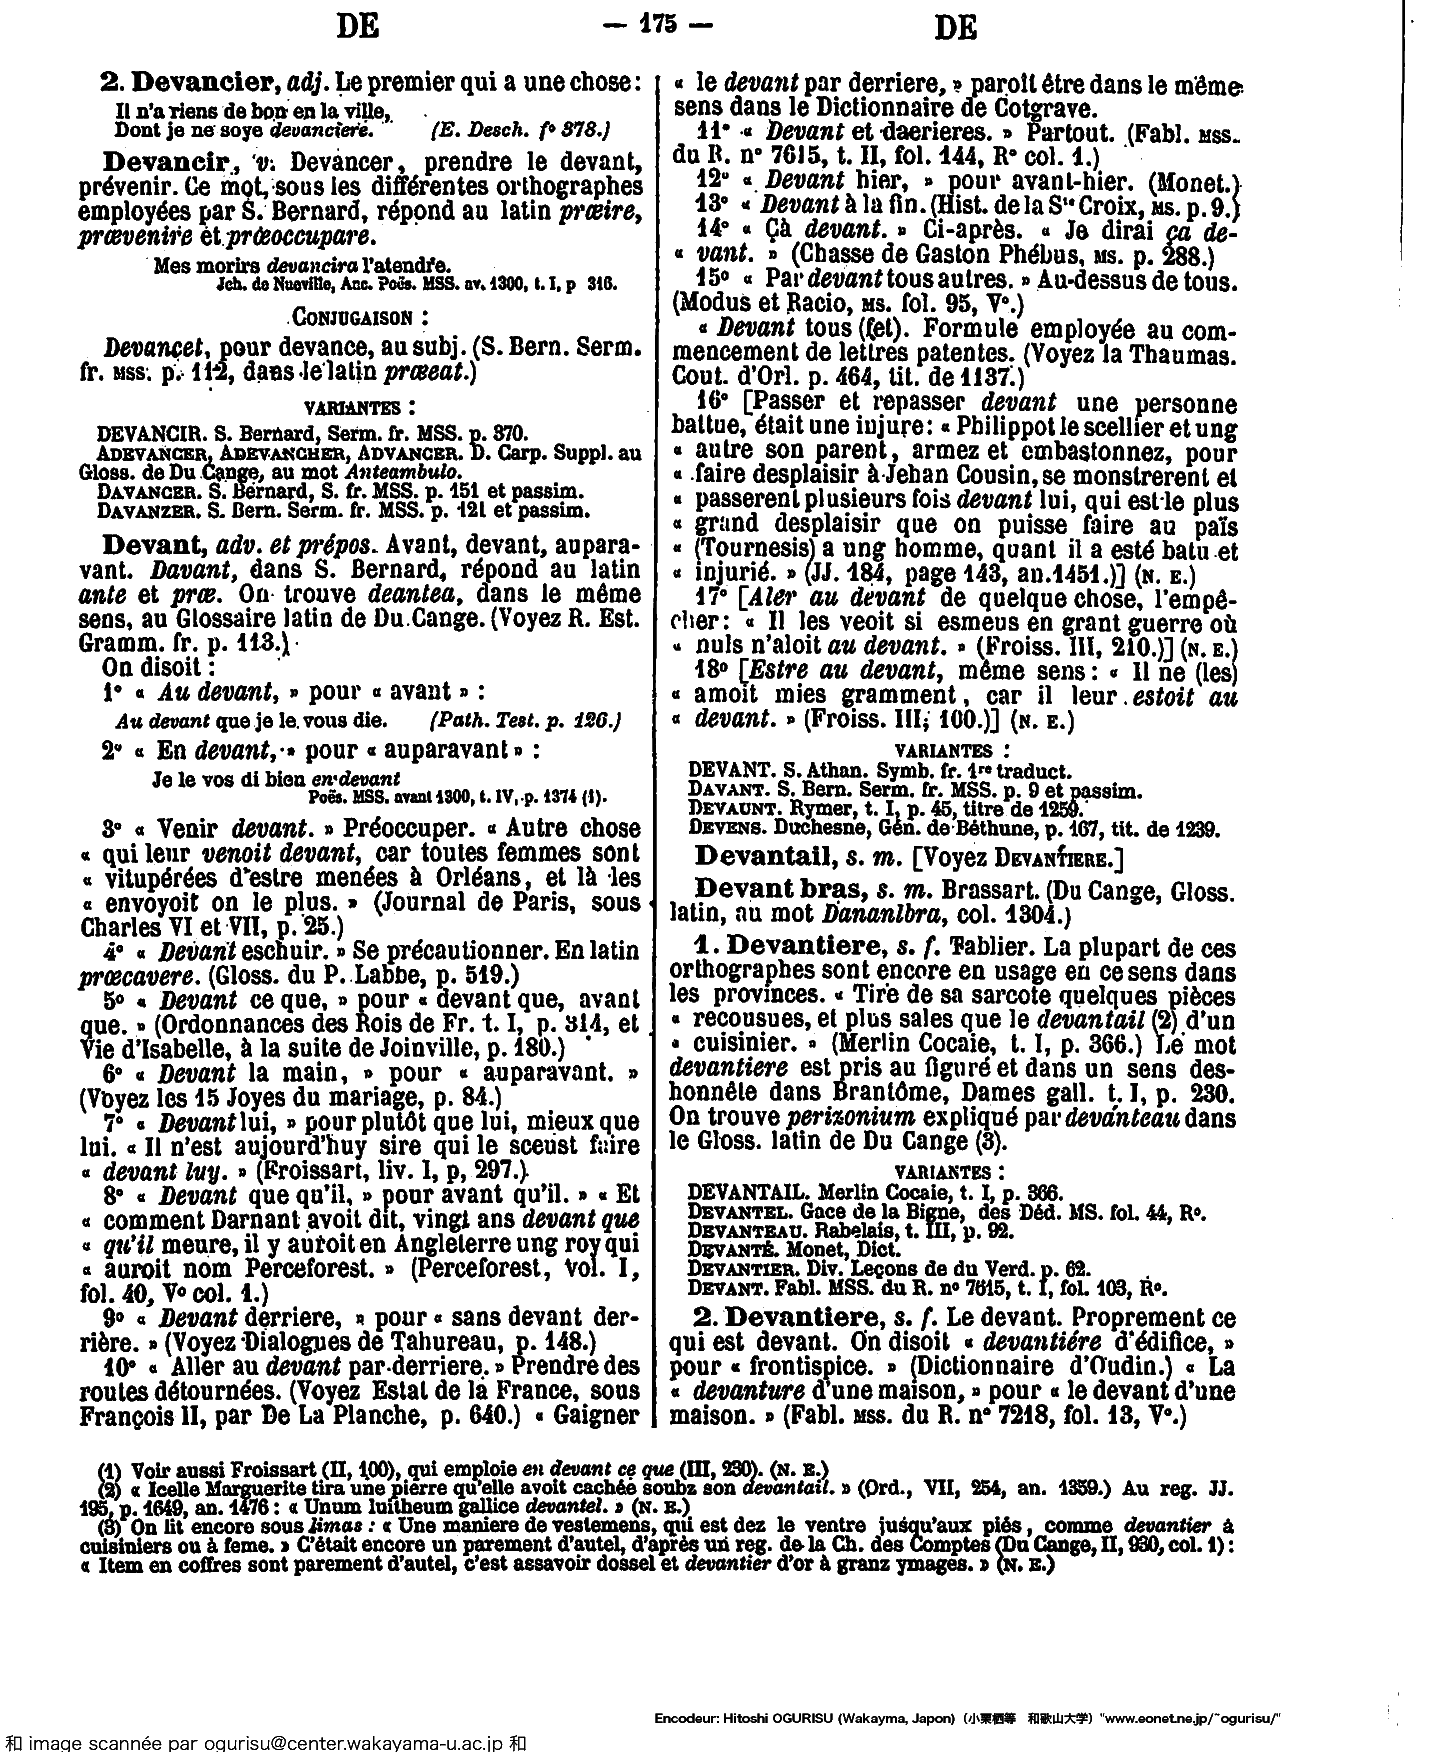 DE — 175 — DE
2. Devancier, adj. Le premier qui a une chose:
Il n'a riens de bon en la ville,
Dont je ne soye devanciere. (E. Desch. f° 378.)
Devancir, v. Devancer, prendre le devant,
prévenir. Ce mot, sous les différentes orthographes
employées par S. Bernard, répond au latin præire,
prævenire et præoccupare.
Mes morirs devancira l'atendre.
Jeh. de Nueville, Anc. Poës. MSS. av. 1300, t. I, p 316.
CONJUGAISON :
Devancet, pour devance, au subj. (S. Bern. Serm.
fr. MSS. p. 112, dans le latin præeat.)
VARIANTES :
DEVANCIR. S. Bernard, Serm. fr. MSS. p. 370.
ADEVANCER, ADEVANCHER, ADVANCER. D. Carp. Suppl. au
Gloss. de Du Cange, au mot Anteambulo.
DAVANCER. S. Bernard, S. fr. MSS. p. 151 et passim.
DAVANZER. S. Bern. Serm. fr. MSS. p. 121 et passim.
Devant, adv. et prépos. Avant, devant, aupara-
vant. Davant, dans S. Bernard, répond au latin
ante et præ. On trouve deantea, dans le même
sens, au Glossaire latin de Du Cange. (Voyez R. Est.
Gramm. fr. p. 113.)
On disoit :
1° « Au devant, » pour « avant » :
Au devant que je le vous die. (Path. Test. p. 126.)
2° « En devant, » pour « auparavant » :
Je le vos di bien en devant
Poës. MSS. avant 1300, t. IV, p. 1374 (1).
3° « Venir devant. » Préoccuper. « Autre chose
« qui leur venoit devant, car toutes femmes sont
« vitupérées d'estre menées à Orléans, et là les
« envoyoit on le plus. » (Journal de Paris, sous
Charles VI et VII, p. 25.)
4° « Devant eschuir. » Se précautionner. En latin
præcavere. (Gloss. du P. Labbe, p. 519.)
5° « Devant ce que, » pour « devant que, avant
que. » (Ordonnances des Rois de Fr. t. I, p. 314, et
Vie d'Isabelle, à la suite de Joinville, p. 180.)
6° « Devant la main, » pour « auparavant. »
(Voyez les 15 Joyes du mariage, p. 84.)
7° « Devant lui, » pour plutôt que lui, mieux que
lui. « Il n'est aujourd'huy sire qui le sceust faire
« devant luy. » (Froissart, liv. I, p, 297.)
8° « Devant que qu'il, » pour avant qu'il. » « Et
« comment Darnant avoit dit, vingt ans devant que
« qu'il meure, il y auroit en Angleterre ung roy qui
« auroit nom Perceforest. » (Perceforest, Vol. I,
fol. 40, V° col. 1.)
9° « Devant derriere, » pour « sans devant der-
rière. » (Voyez Dialogues de Tahureau, p. 148.)
10° « Aller au devant par derriere. » Prendre des
routes détournées. (Voyez Estat de la France, sous
François II, par De La Planche, p. 640.) « Gaigner
« le devant par derriere, » paroît être dans le même
sens dans le Dictionnaire de Cotgrave.
11° « Devant et daerieres. » Partout. (Fabl. MSS.
du R. n° 7615, t. II, fol. 144, R° col. 1.)
12° « Devant hier, » pour avant-hier. (Monet.)
13° « Devant à la fin. (Hist. de la Ste Croix, MS. p. 9.)
14° « Çà devant. » Ci-après. « Je dirai ça de-
« vant. » (Chasse de Gaston Phébus, MS. p. 288.)
15° « Par devant tous autres. » Au-dessus de tous.
(Modus et Racio, MS. fol. 95, V°.)
« Devant tous (fet). Formule employée au com-
mencement de lettres patentes. (Voyez la Thaumas.
Cout. d'Orl. p. 464, tit. de 1137.)
16° [Passer et repasser devant une personne
battue, était une injure: « Philippot le scellier et ung
« autre son parent, armez et embastonnez, pour
« faire desplaisir à Jehan Cousin, se monstrerent et
« passerent plusieurs fois devant lui, qui est le plus
« grand desplaisir que on puisse faire au païs
« (Tournesis) a ung homme, quant il a esté batu et
« injurié. » (JJ. 184, page 143, an. 1451.)] (N. E.)
17° [Aler au devant de quelque chose, l'empê-
cher: « Il les veoit si esmeus en grant guerre où
« nuls n'aloit au devant. » (Froiss. III, 210.)] (N. E.)
18° [Estre au devant, même sens: « Il ne (les)
« amoit mies gramment, car il leur estoit au
« devant. » (Froiss. III, 100.)] (N. E.)
VARIANTES :
DEVANT. S. Athan. Symb. fr. 1re traduct.
DAVANT. S. Bern. Serm. fr. MSS. p. 9 et passim.
DEVAUNT. Rymer, t. I, p. 45, titre de 1259.
DEVENS. Duchesne, Gén. de Béthune, p. 167, tit. de 1239.
Devantail, s. m. [Voyez DEVANTIERE.]
Devant bras, s. m. Brassart. (Du Cange, Gloss.
latin, au mot Dananlbra, col. 1304.)
1. Devantiere, s. f. Tablier. La plupart de ces
orthographes sont encore en usage en ce sens dans
les provinces. « Tire de sa sarcote quelques pièces
« recousues, et plus sales que le devantail (2) d'un
« cuisinier. » (Merlin Cocaie, t. I, p. 366.) Le mot
devantiere est pris au figuré et dans un sens des-
honnête dans Brantôme, Dames gall. t. I, p. 230.
On trouve perizonium expliqué par devanteau dans
le Gloss. latin de Du Cange (3).
VARIANTES :
DEVANTAIL. Merlin Cocaie, t. I, p. 366.
DEVANTEL. Gace de la Bigne, des Déd. MS. fol. 44, R°.
DEVANTEAU. Rabelais, t. III, p. 92.
DEVANTÉ. Monet, Dict.
DEVANTIER. Div. Leçons de du Verd. p. 62.
DEVANT. Fabl. MSS. du R. n° 7615, t. I, fol. 103, R°.
2. Devantiere, s. f. Le devant. Proprement ce
qui est devant. On disoit « devantiére d'édifice, »
pour « frontispice. » (Dictionnaire d'Oudin.) « La
« devanture d'une maison, » pour « le devant d'une
maison. » (Fabl. MSS. du R. n° 7218, fol. 13, V°.)
(1) Voir aussi Froissart (II, 100), qui emploie en devant ce que (III, 230). (N. E.)
(2) « Icelle Marguerite tira une pierre qu'elle avoit cachée soubz son devantail. » (Ord., VII, 254, an. 1359.) Au reg. JJ.
195, p. 1649, an. 1476 : « Unum luitheum gallice devantel. » (N. E.)
(3) On lit encore sous limas : « Une maniere de vestemens, qui est dez le ventre jusqu'aux piés, comme devantier à
cuisiniers ou à feme. » C'était encore un parement d'autel, d'après un reg. de la Ch. des Comptes (Du Cange, II, 930, col. 1) :
« Item en coffres sont parement d'autel, c'est assavoir dossel et devantier d'or à granz ymages. » (N. E.)
Encodeur: Hitoshi OGURISU (Wakayma, Japon) (小栗栖等 和歌山大学) "www.eonet.ne.jp/~ogurisu/"
和 image scannée par ogurisu@center.wakayama-u.ac.jp 和